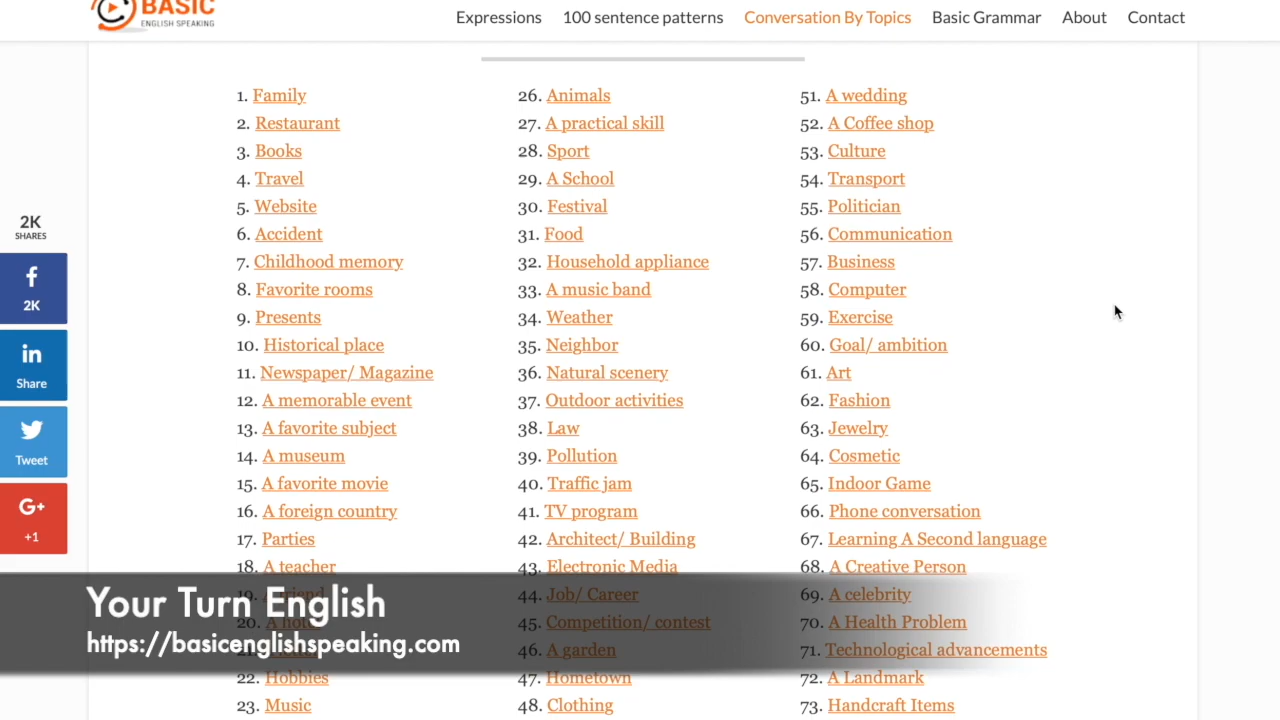 BASIC
ENGLISH SPEAKING
Expressions
100 sentence patterns
Conversation By Topics
Basic Grammar
About
Contact
2K
SHARES
2K
Share
Tweet
G+
+1
1. Family
2. Restaurant
3. Books
4. Travel
5. Website
6. Accident
7. Childhood memory
8. Favorite rooms
9. Presents
10. Historical place
11. Newspaper/ Magazine
12. A memorable event
13. A favorite subject
14. A museum
15. A favorite movie
16. A foreign country
17. Parties
18. A teacher
19. A friend
20. A hotel
21.
22. Hobbies
23. Music
26. Animals
27. A practical skill
28. Sport
29. A School
30. Festival
31. Food
32. Household appliance
33. A music band
34. Weather
35. Neighbor
36. Natural scenery
37. Outdoor activities
38. Law
39. Pollution
40. Traffic jam
41. TV program
42. Architect/ Building
43. Electronic Media
44. Job/ Career
45. Competition/ contest
46. A garden
47. Hometown
48. Clothing
51. A wedding
52. A Coffee shop
53. Culture
54. Transport
55. Politician
56. Communication
57. Business
58. Computer
59. Exercise
60. Goal/ ambition
61. Art
62. Fashion
63. Jewelry
64. Cosmetic
65. Indoor Game
66. Phone conversation
67. Learning A Second language
68. A Creative Person
69. A celebrity
70. A Health Problem
71. Technological advancements
72. A Landmark
73. Handcraft Items
Your Turn English
https://basicenglishspeaking.com